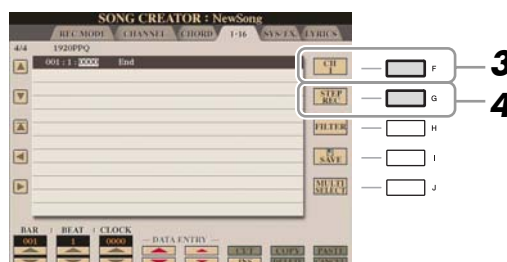 SONG CREATOR : NewSong
REC MODE CHANNEL CHORD 1-16 SYS/EX. LYRICS
4/4 1920PPQ
001 : 1 : 0000 End
CH
1
F
3
STEP
REC
G
4
FILTER
H
SAVE
I
MULTI
SELECT
J
BAR : BEAT : CLOCK
DATA ENTRY
001 1 0000
CUT COPY PASTE
INS